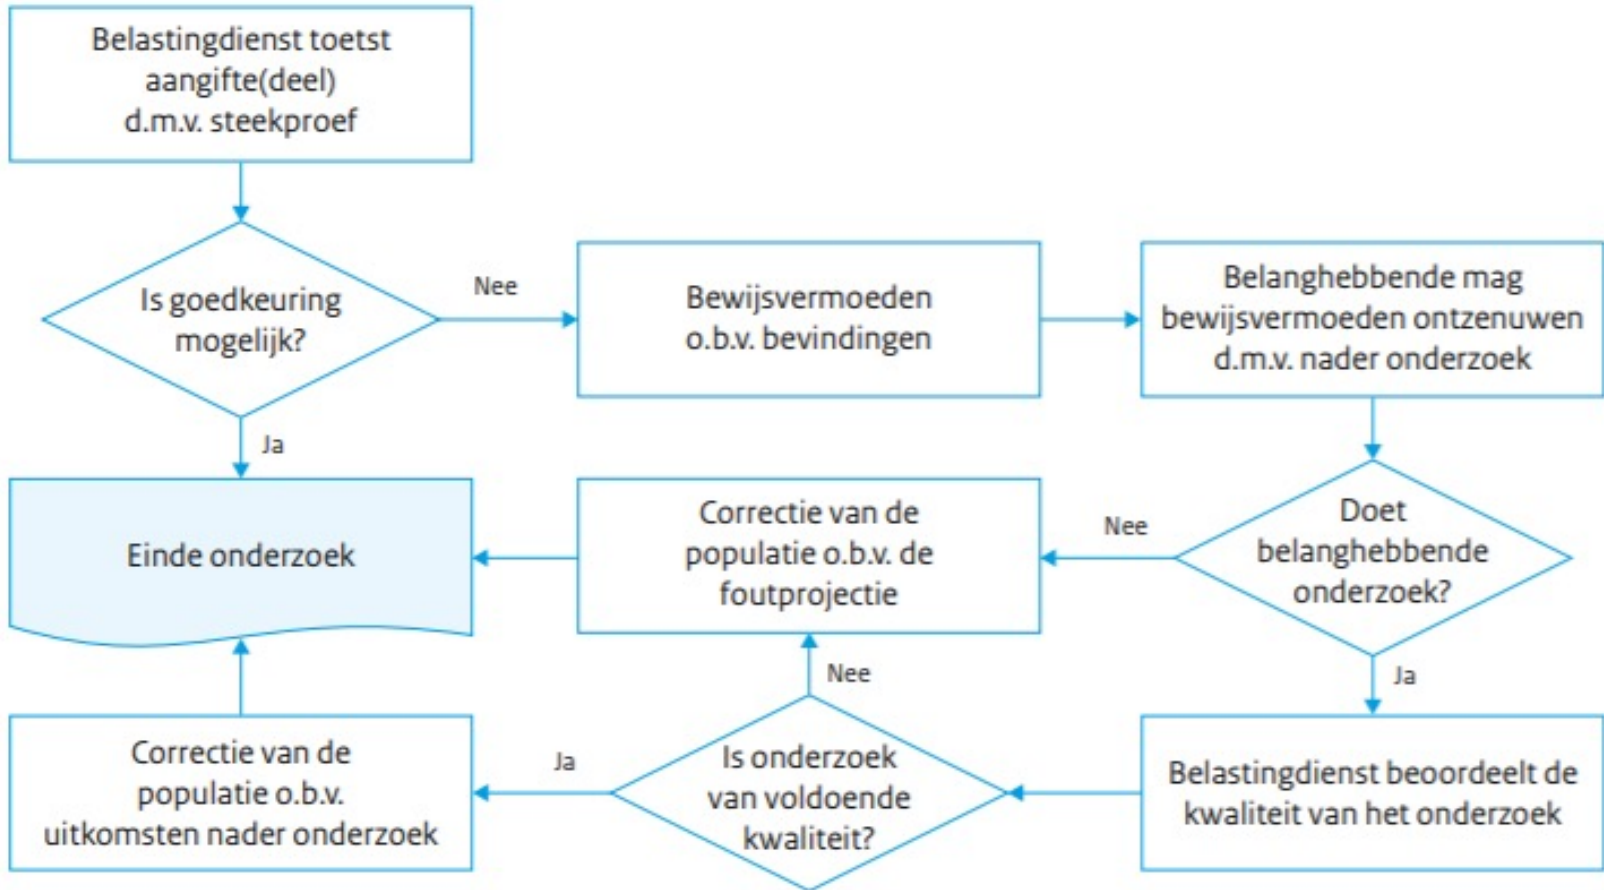 Belastingdienst toetst
aangifte(deel)
d.m.v. steekproef
Is goedkeuring
mogelijk?
Nee
Bewijsvermoeden
o.b.v. bevindingen
Belanghebbende mag
bewijsvermoeden ontzenuwen
d.m.v. nader onderzoek
Ja
Einde onderzoek
Correctie van de
populatie o.b.v. de
foutprojectie
Nee
Doet
belanghebbende
onderzoek?
Nee
Ja
Correctie van de
populatie o.b.v.
uitkomsten nader onderzoek
Ja
Is onderzoek
van voldoende
kwaliteit?
Belastingdienst beoordeelt de
kwaliteit van het onderzoek